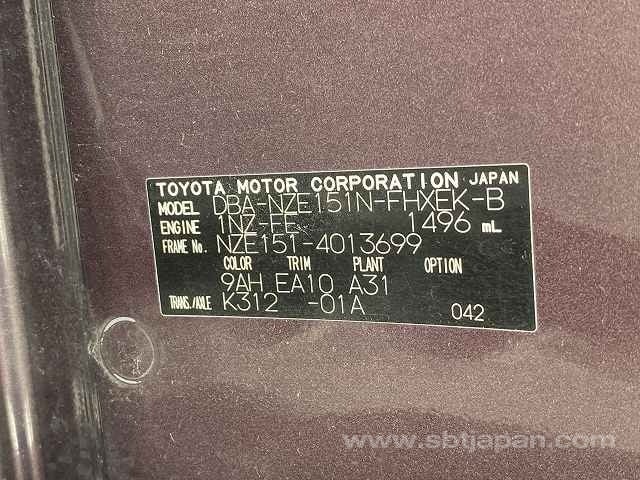 TOYOTA MOTOR CORPORATION JAPAN
MODEL DBA-NZE151N-FHXEK-B
ENGINE 1NZ-FE 1496 mL
FRAME No. NZE151-4013699
COLOR TRIM PLANT OPTION
9AH EA10 A31
TRANS./AXLE K312 -01A 042
www.sbtjapan.com